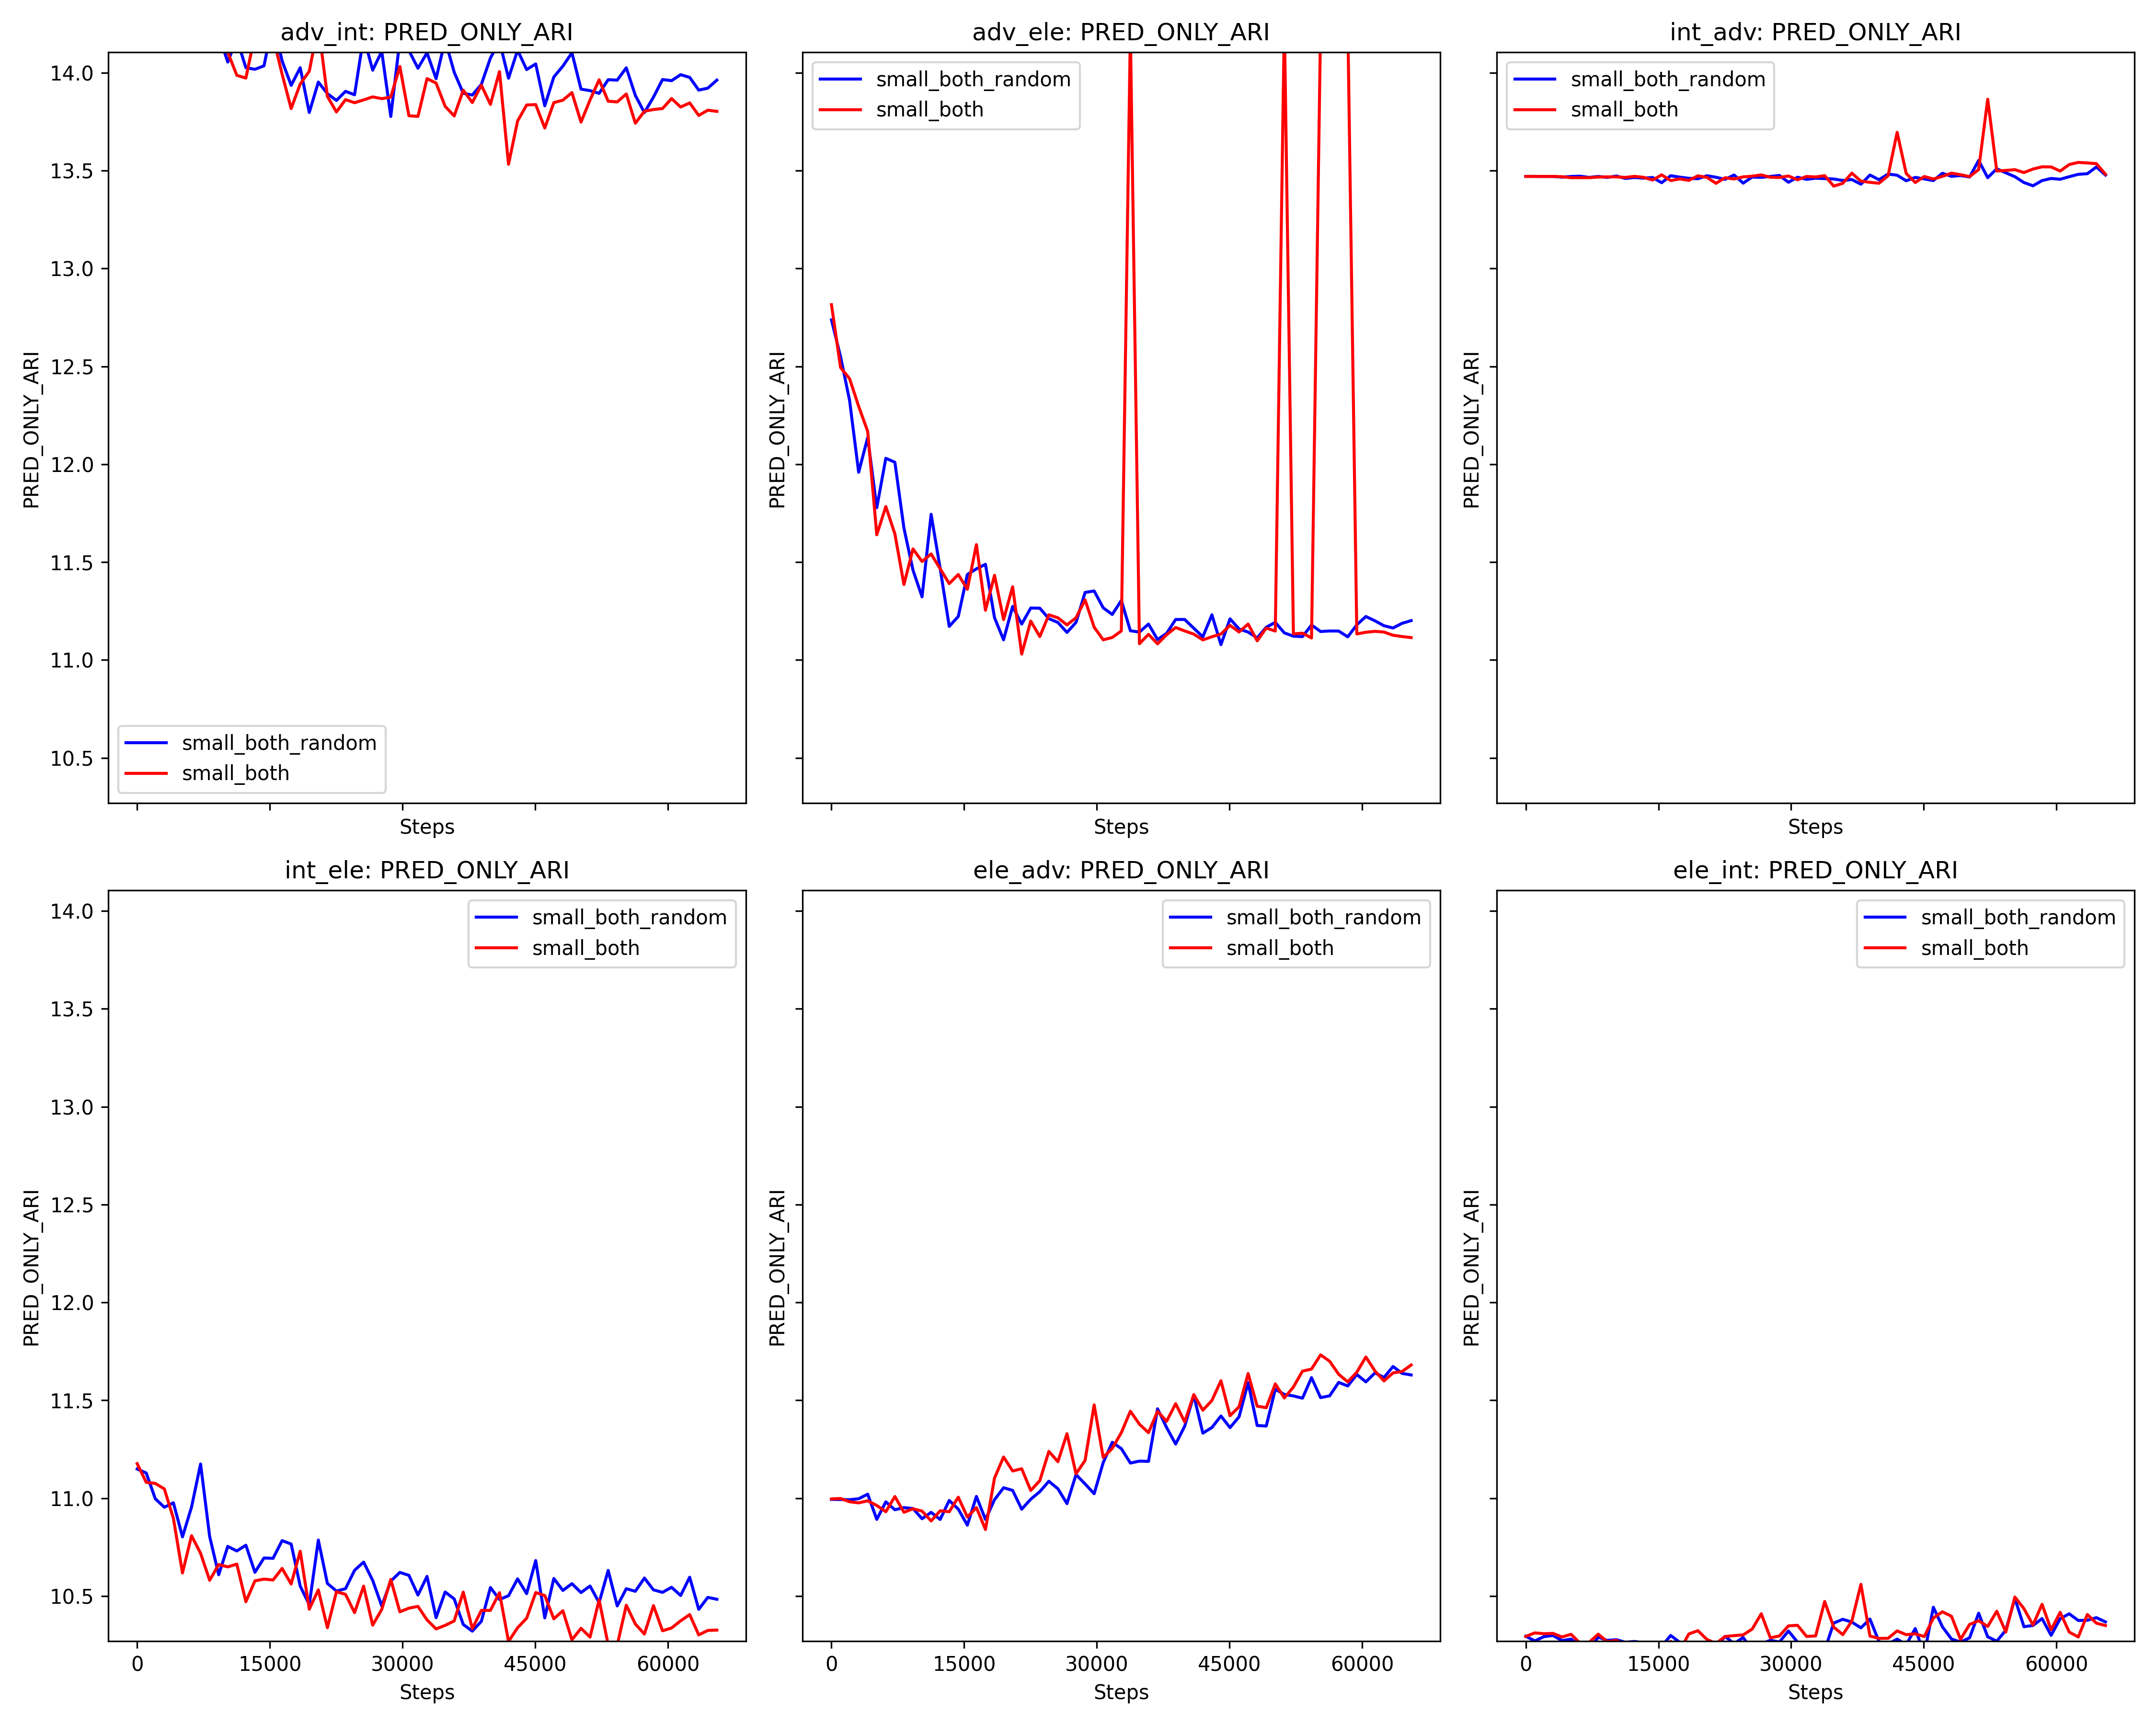 adv_int: PRED_ONLY_ARI
PRED_ONLY_ARI
14.0
13.5
13.0
12.5
12.0
11.5
11.0
10.5
small_both_random
small_both
Steps
adv_ele: PRED_ONLY_ARI
PRED_ONLY_ARI
small_both_random
small_both
Steps
int_adv: PRED_ONLY_ARI
PRED_ONLY_ARI
small_both_random
small_both
Steps
int_ele: PRED_ONLY_ARI
PRED_ONLY_ARI
14.0
13.5
13.0
12.5
12.0
11.5
11.0
10.5
small_both_random
small_both
0 15000 30000 45000 60000
Steps
ele_adv: PRED_ONLY_ARI
PRED_ONLY_ARI
small_both_random
small_both
0 15000 30000 45000 60000
Steps
ele_int: PRED_ONLY_ARI
PRED_ONLY_ARI
small_both_random
small_both
0 15000 30000 45000 60000
Steps